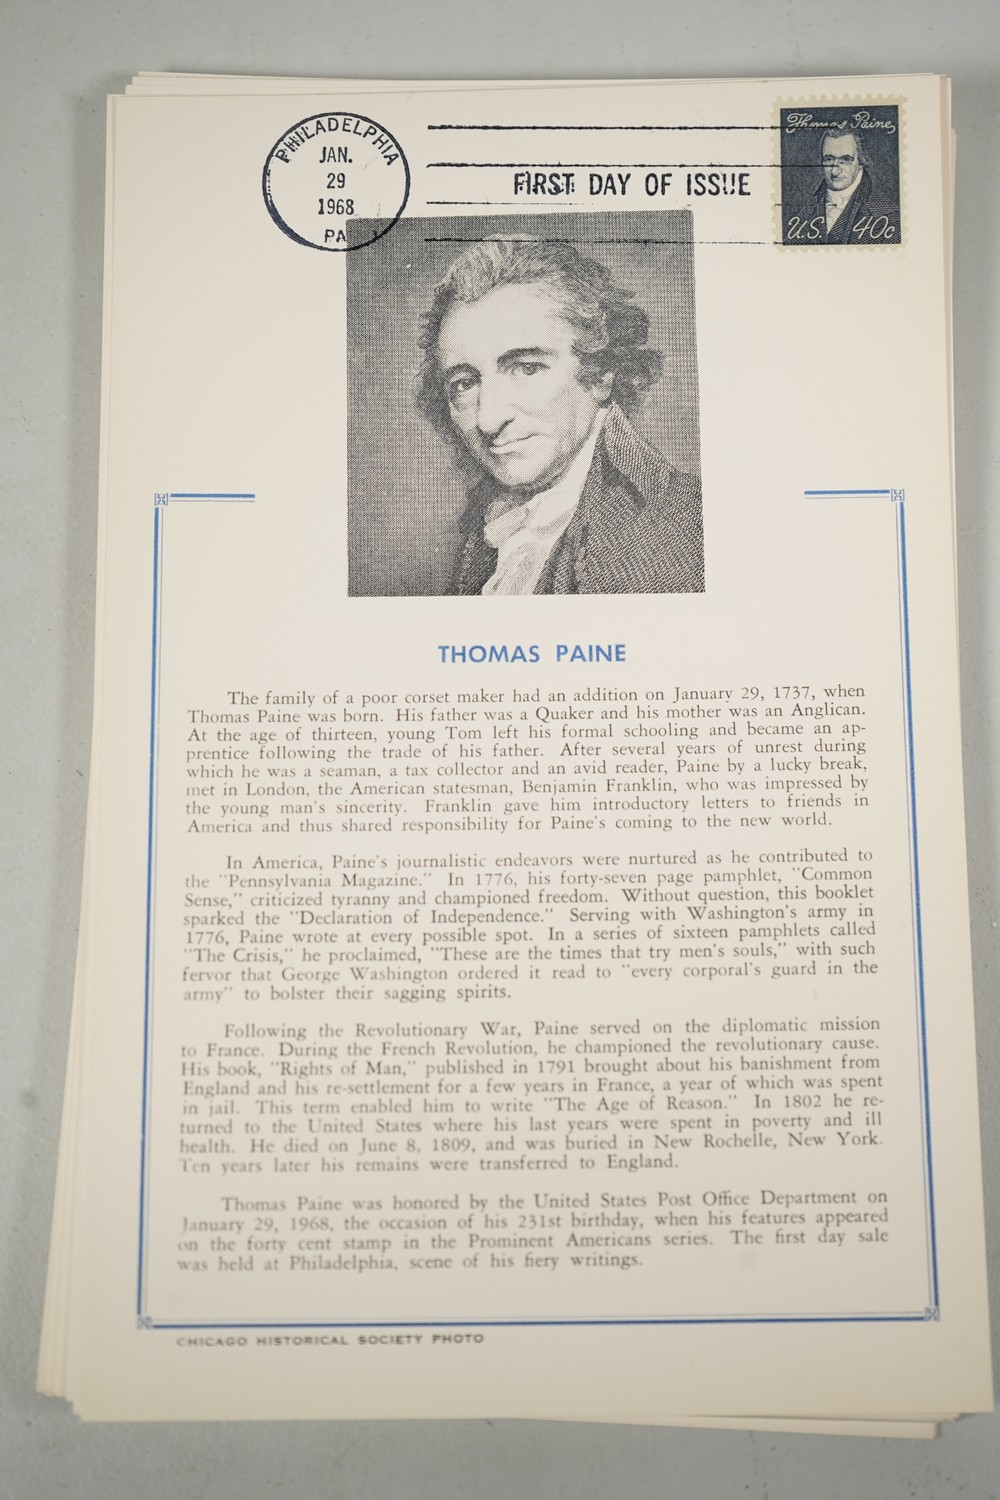 PHILADELPHIA
JAN.
29
1968
PA
FIRST DAY OF ISSUE
Thomas Paine
U.S. 40c
THOMAS PAINE
The family of a poor corset maker had an addition on January 29, 1737, when
Thomas Paine was born. His father was a Quaker and his mother was an Anglican.
At the age of thirteen, young Tom left his formal schooling and became an ap-
prentice following the trade of his father. After several years of unrest during
which he was a seaman, a tax collector and an avid reader, Paine by a lucky break,
met in London, the American statesman, Benjamin Franklin, who was impressed by
the young man's sincerity. Franklin gave him introductory letters to friends in
America and thus shared responsibility for Paine's coming to the new world.
In America, Paine's journalistic endeavors were nurtured as he contributed to
the "Pennsylvania Magazine." In 1776, his forty-seven page pamphlet, "Common
Sense," criticized tyranny and championed freedom. Without question, this booklet
sparked the "Declaration of Independence." Serving with Washington's army in
1776, Paine wrote at every possible spot. In a series of sixteen pamphlets called
"The Crisis," he proclaimed, "These are the times that try men's souls," with such
fervor that George Washington ordered it read to "every corporal's guard in the
army" to bolster their sagging spirits.
Following the Revolutionary War, Paine served on the diplomatic mission
to France. During the French Revolution, he championed the revolutionary cause.
His book, "Rights of Man," published in 1791 brought about his banishment from
England and his re-settlement for a few years in France, a year of which was spent
in jail. This term enabled him to write "The Age of Reason." In 1802 he re-
turned to the United States where his last years were spent in poverty and ill
health. He died on June 8, 1809, and was buried in New Rochelle, New York.
Ten years later his remains were transferred to England.
Thomas Paine was honored by the United States Post Office Department on
January 29, 1968, the occasion of his 231st birthday, when his features appeared
on the forty cent stamp in the Prominent Americans series. The first day sale
was held at Philadelphia, scene of his fiery writings.
CHICAGO HISTORICAL SOCIETY PHOTO